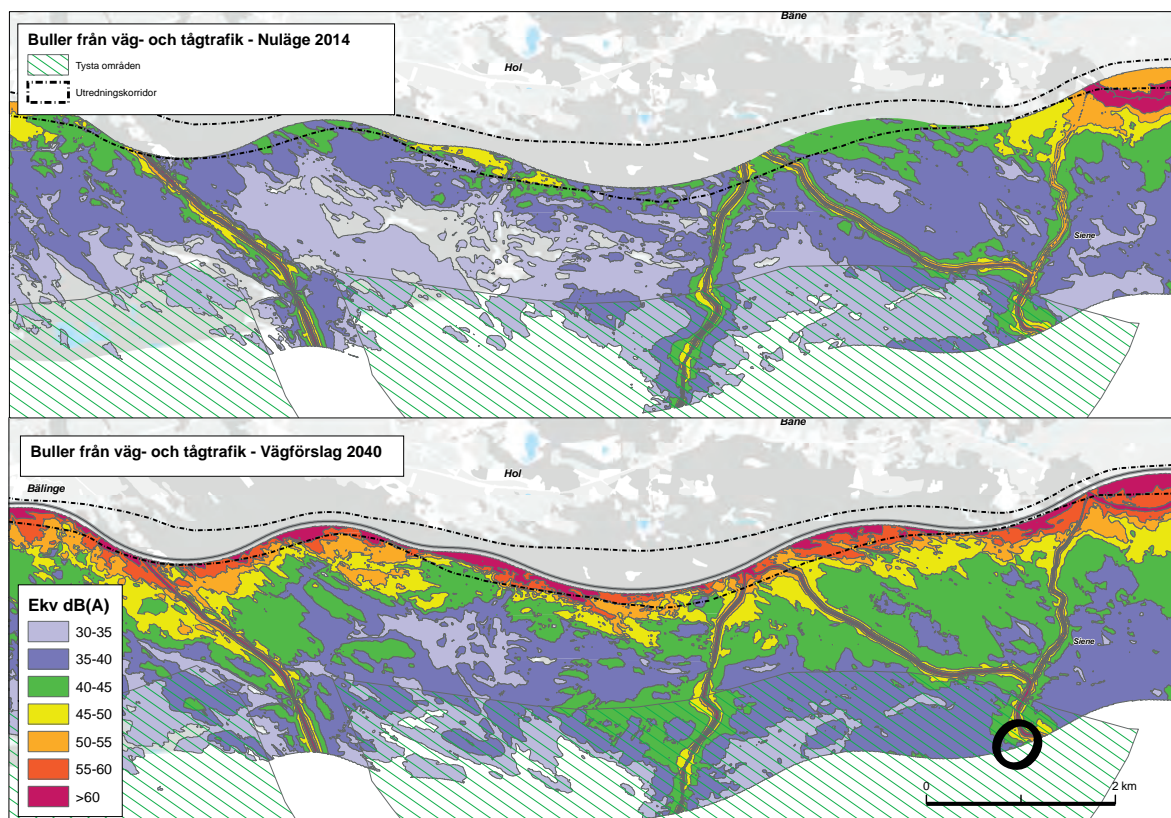 Buller från väg- och tågtrafik - Nuläge 2014
Tysta områden
Utredningskorridor
Bäne
Hol
Siene
Buller från väg- och tågtrafik - Vägförslag 2040
Bäne
Hol
Bälinge
Siene
Ekv dB(A)
30-35
35-40
40-45
45-50
50-55
55-60
>60
0 2 km